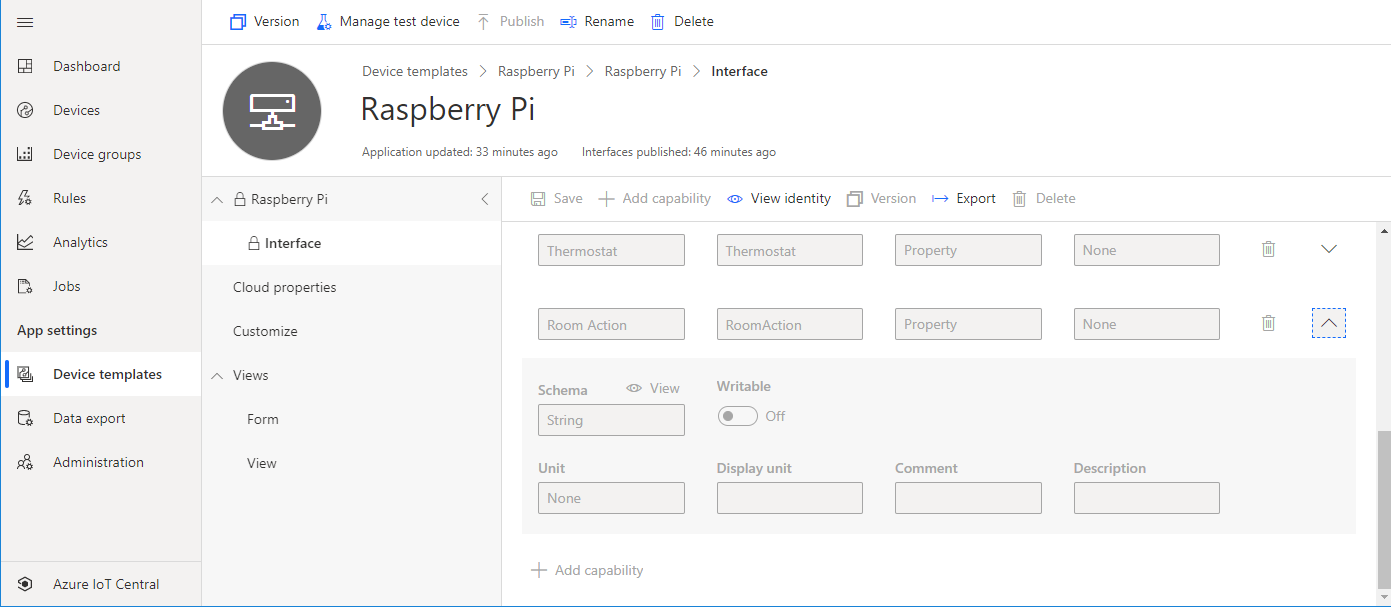 Version Manage test device Publish Rename Delete
Dashboard
Devices
Device groups
Rules
Analytics
Jobs
App settings
Device templates
Data export
Administration
Azure IoT Central
Device templates Raspberry Pi Raspberry Pi Interface
Raspberry Pi
Application updated: 33 minutes ago Interfaces published: 46 minutes ago
Raspberry Pi
Interface
Cloud properties
Customize
Views
Form
View
Save Add capability View identity Version Export Delete
Thermostat Thermostat Property None
Room Action RoomAction Property None
Schema View Writable
String Off
Unit Display unit Comment Description
None
Add capability